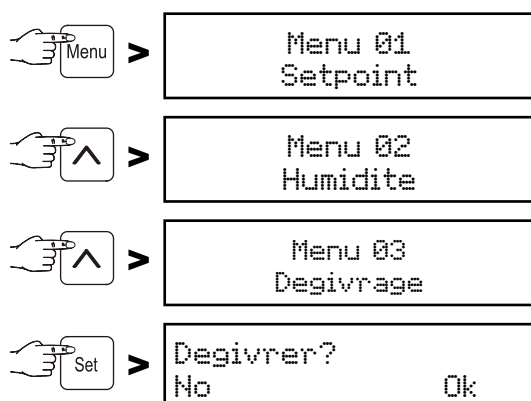 Menu > Menu 01
Setpoint
> Menu 02
Humidite
> Menu 03
Degivrage
Set > Degivrer?
No Ok